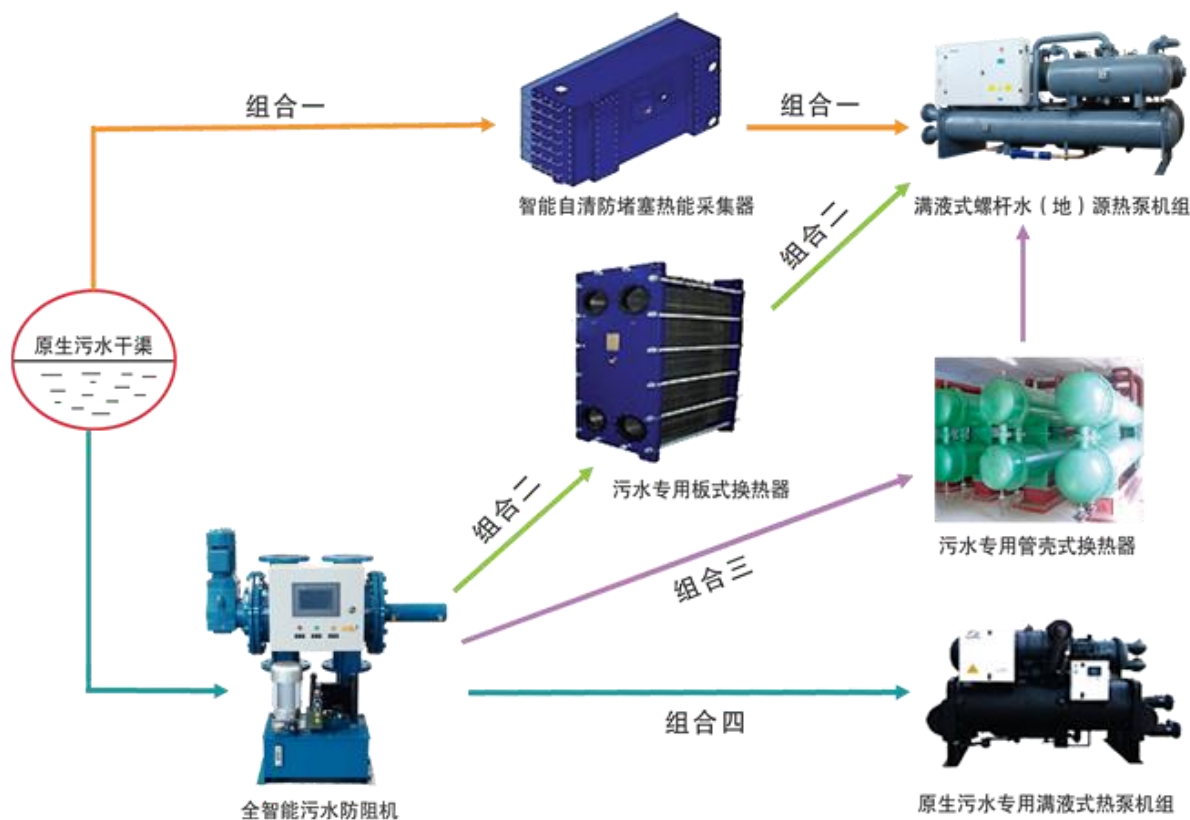 组合一
组合一
智能自清防堵塞热能采集器
满液式螺杆水（地）源热泵机组
组合二
原生污水干渠
污水专用板式换热器
组合二
污水专用管壳式换热器
组合三
组合四
全智能污水防阻机
原生污水专用满液式热泵机组